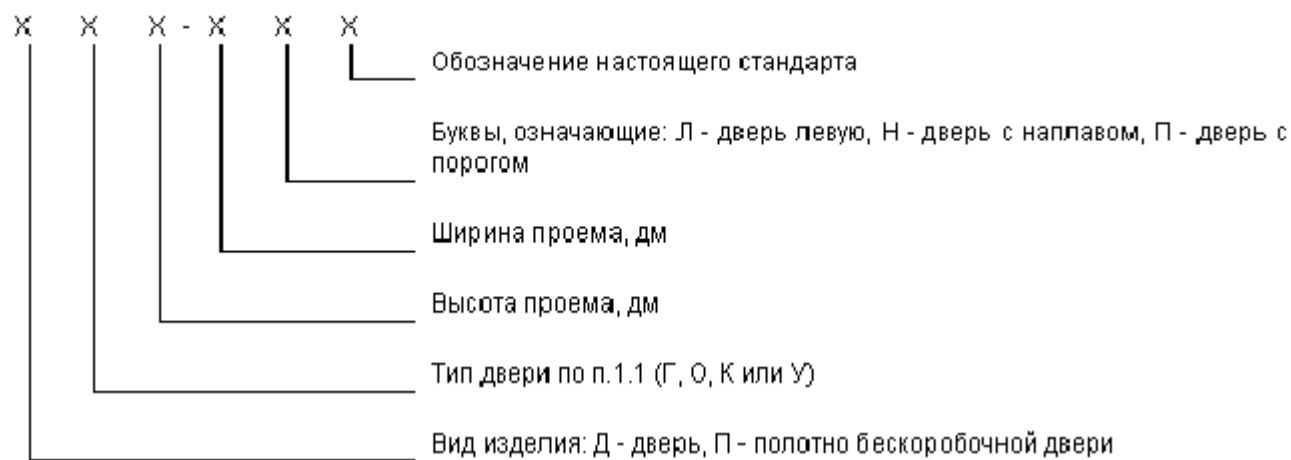 Х Х Х - Х Х Х
Обозначение настоящего стандарта
Буквы, означающие: Л - дверь левую, Н - дверь с наплавом, П - дверь с
порогом
Ширина проема, дм
Высота проема, дм
Тип двери по п.1.1 (Г, О, К или У)
Вид изделия: Д - дверь, П - полотно бескоробочной двери